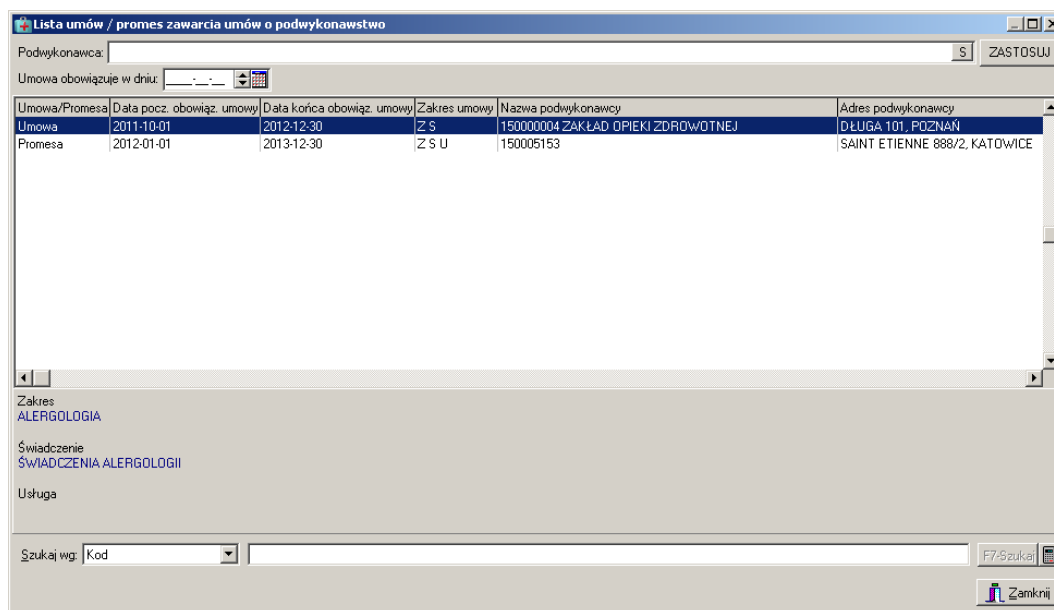 Lista umów / promes zawarcia umów o podwykonawstwo
Podwykonawca: S ZASTOSUJ
Umowa obowiązuje w dniu: ____-__-__
Umowa/Promesa Data pocz. obowiąz. umowy Data końca obowiąz. umowy Zakres umowy Nazwa podwykonawcy Adres podwykonawcy
Umowa 2011-10-01 2012-12-30 Z S 150000004 ZAKŁAD OPIEKI ZDROWOTNEJ DŁUGA 101, POZNAŃ
Promesa 2012-01-01 2013-12-30 Z S U 150005153 SAINT ETIENNE 888/2, KATOWICE
Zakres
ALERGOLOGIA
Świadczenie
ŚWIADCZENIA ALERGOLOGII
Usługa
Szukaj wg: Kod F7-Szukaj
Zamknij